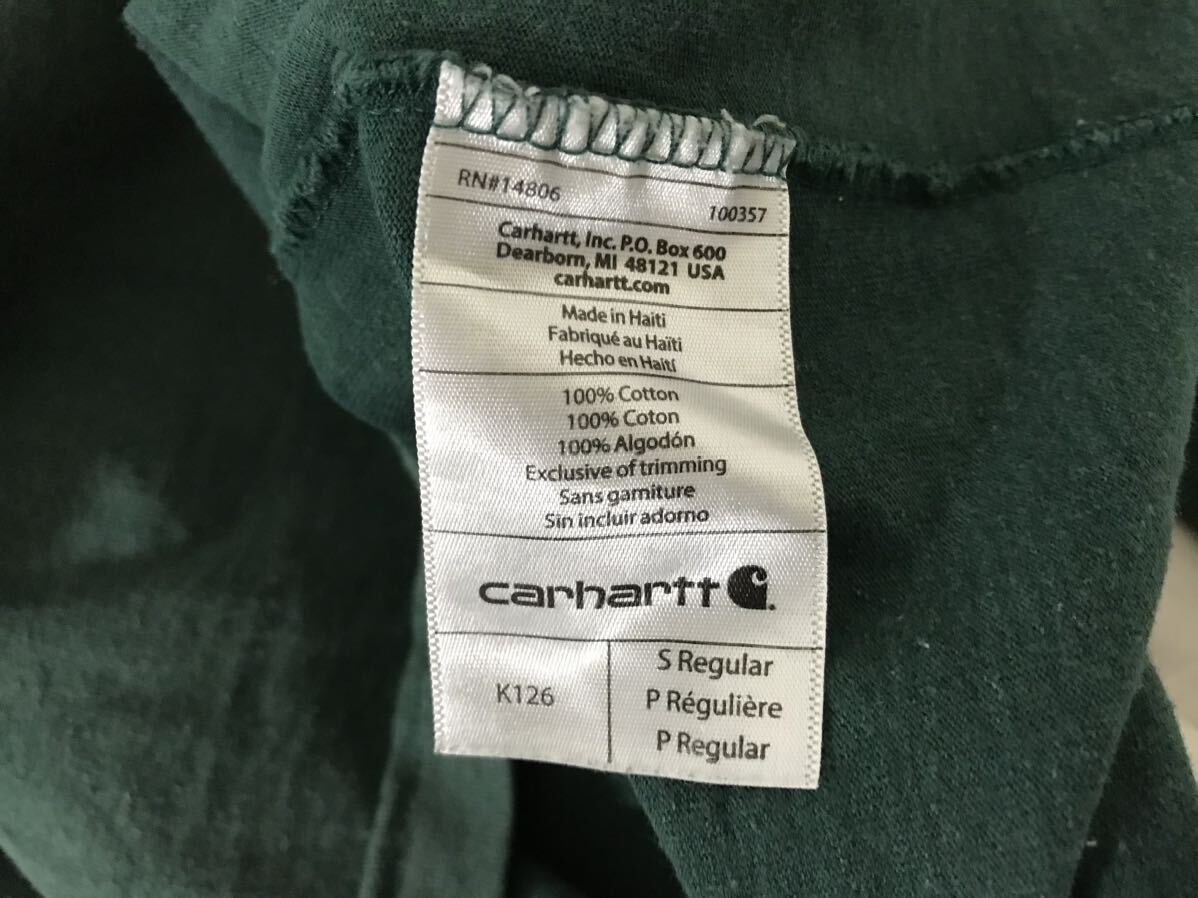 RN#14806
100357
Carhartt, Inc. P.O. Box 600
Dearborn, MI 48121 USA
carhartt.com
Made in Haiti
Fabriqué au Haïti
Hecho en Haití
100% Cotton
100% Coton
100% Algodón
Exclusive of trimming
Sans garniture
Sin incluir adorno
carhartt
K126
S Regular
P Régulière
P Regular